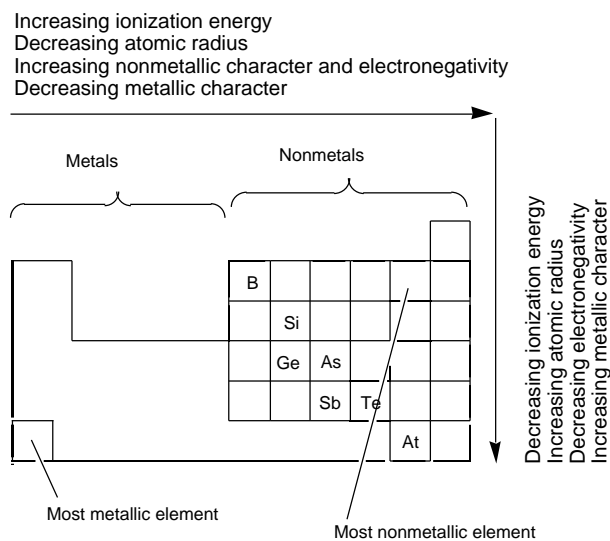 Increasing ionization energy
Decreasing atomic radius
Increasing nonmetallic character and electronegativity
Decreasing metallic character
Metals
Nonmetals
B
Si
Ge As
Sb Te
At
Most metallic element
Most nonmetallic element
Decreasing ionization energy
Increasing atomic radius
Decreasing electronegativity
Increasing metallic character